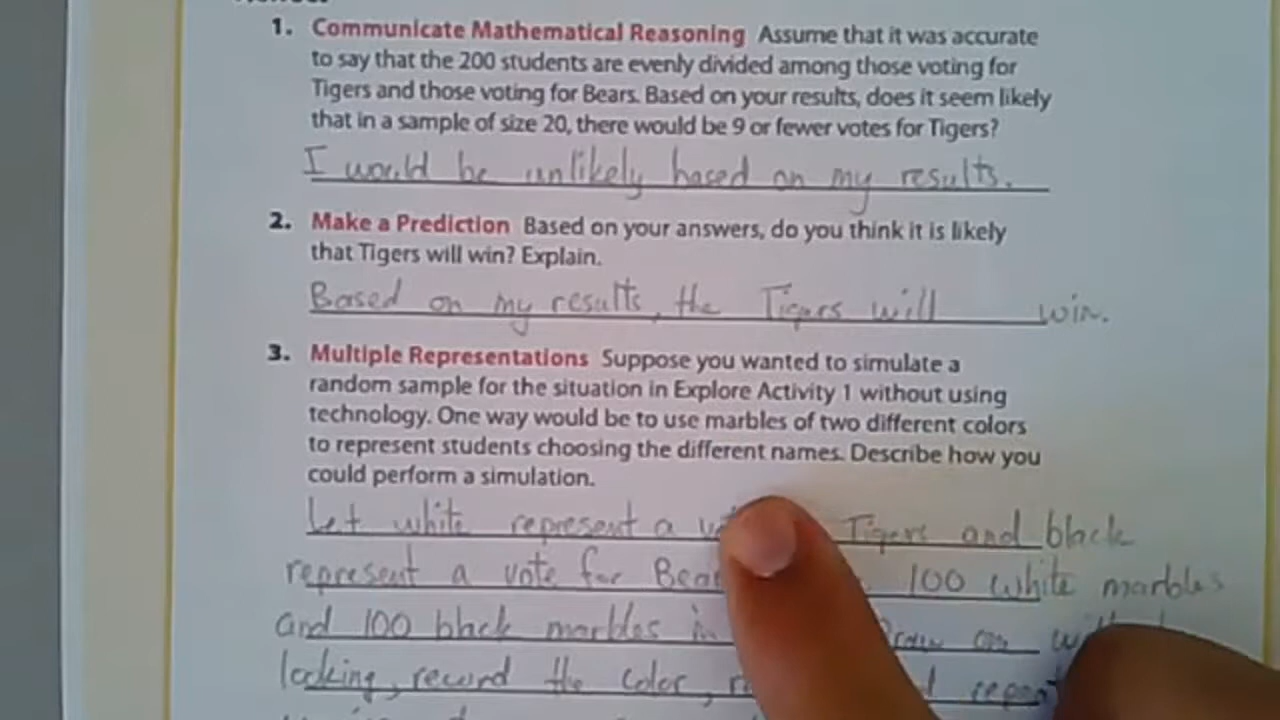 1. Communicate Mathematical Reasoning Assume that it was accurate
to say that the 200 students are evenly divided among those voting for
Tigers and those voting for Bears. Based on your results, does it seem likely
that in a sample of size 20, there would be 9 or fewer votes for Tigers?
I would be unlikely based on my results.
2. Make a Prediction Based on your answers, do you think it is likely
that Tigers will win? Explain.
Based on my results, the Tigers will win.
3. Multiple Representations Suppose you wanted to simulate a
random sample for the situation in Explore Activity 1 without using
technology. One way would be to use marbles of two different colors
to represent students choosing the different names. Describe how you
could perform a simulation.
Let white represent a Tigers and black
represent a vote for 100 white marbles
and 100 black marbles in
looking, record the color,